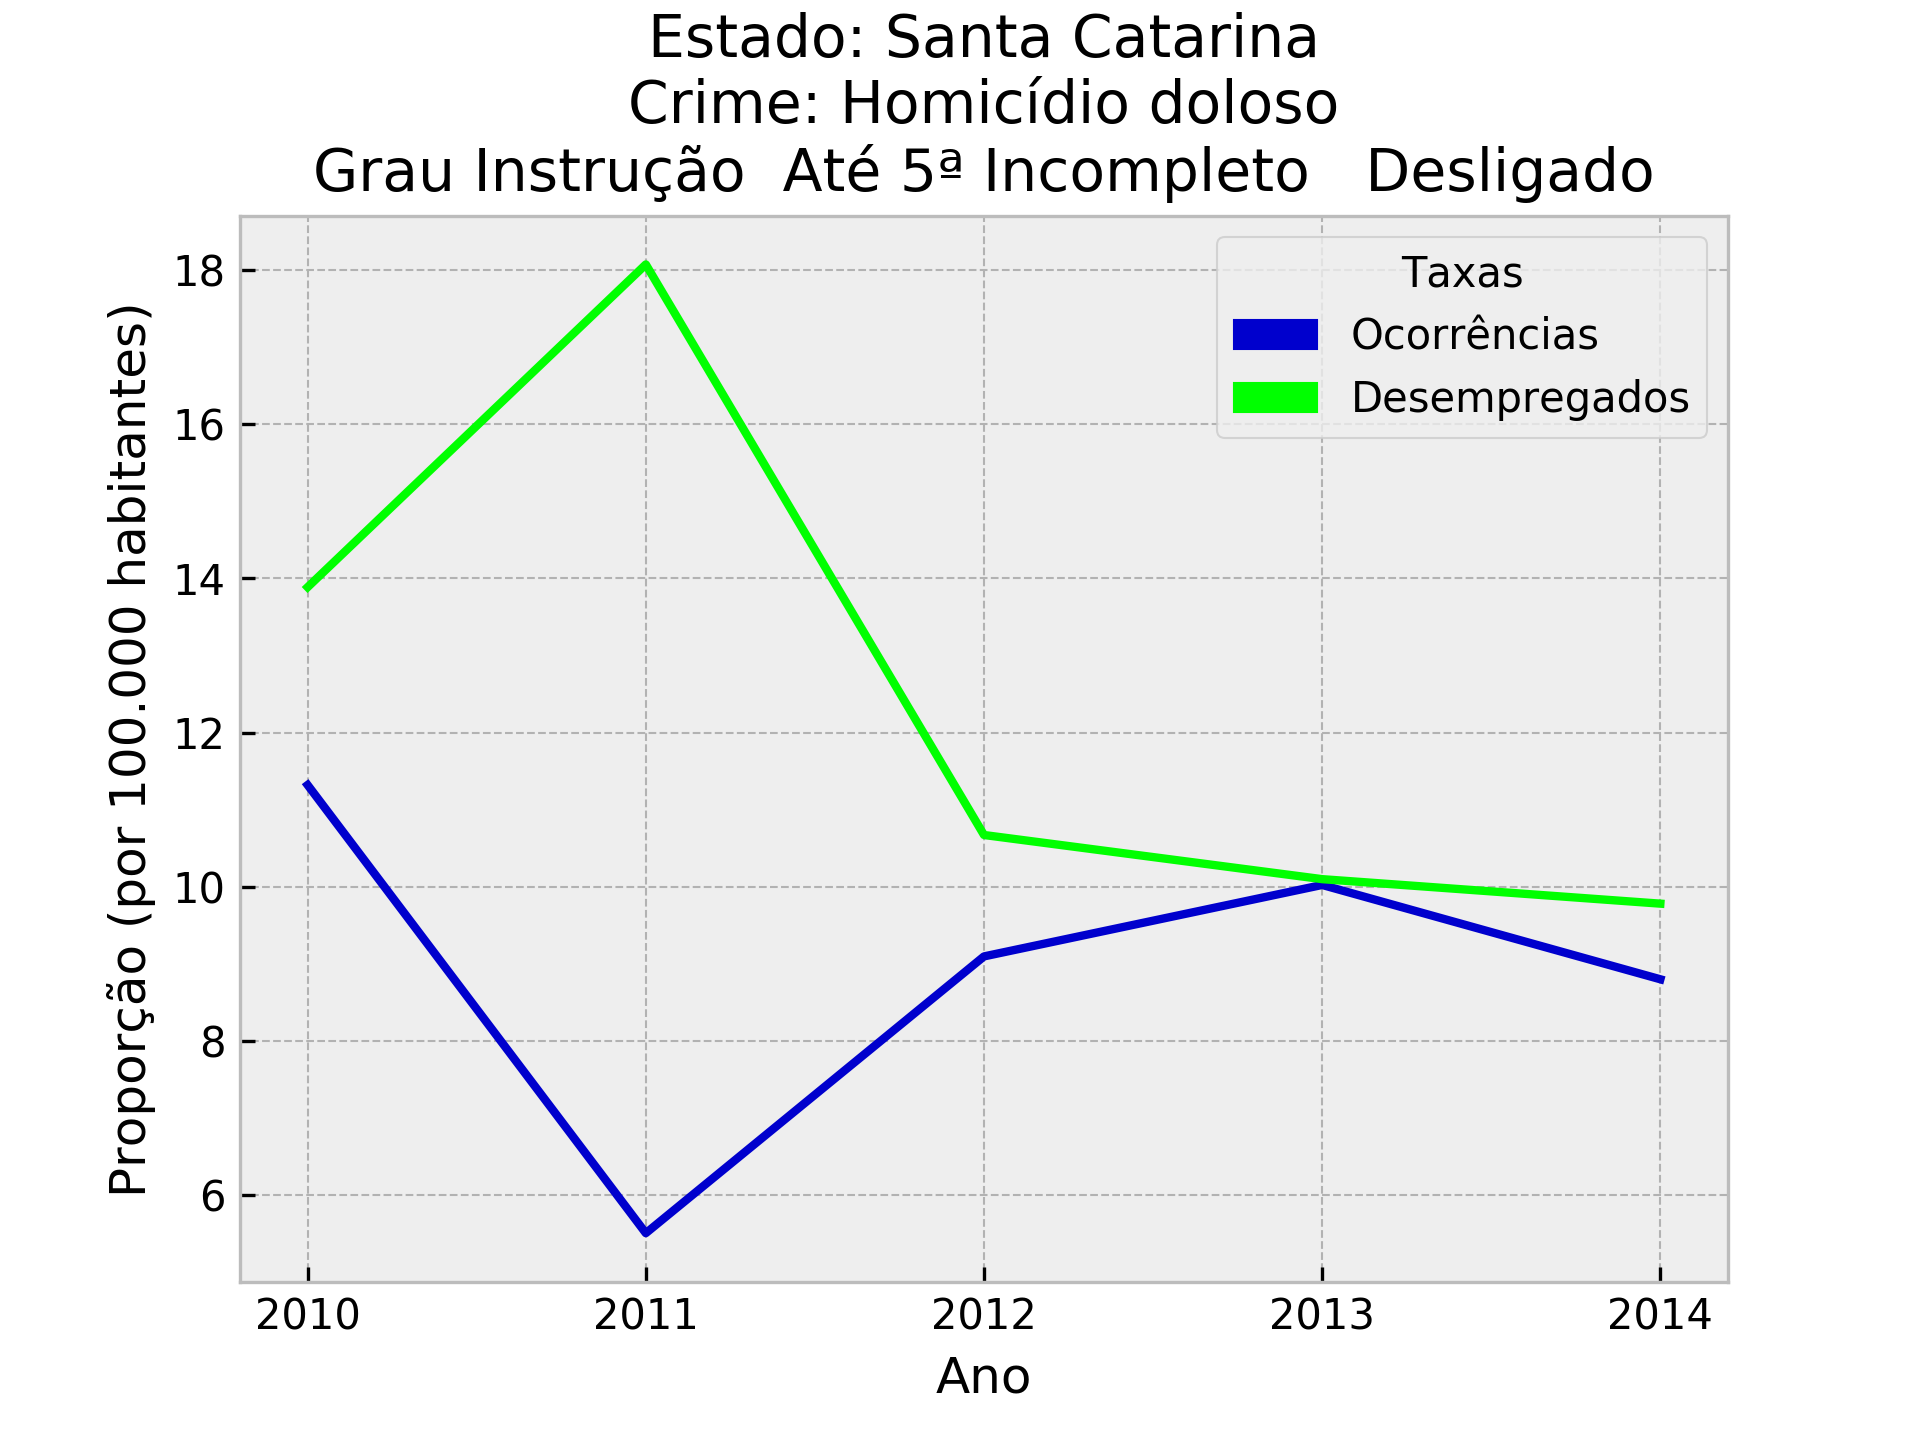 Estado: Santa Catarina
Crime: Homicídio doloso
Grau Instrução  Até 5ª Incompleto   Desligado
Proporção (por 100.000 habitantes)
18
16
14
12
10
8
6
Taxas
Ocorrências
Desempregados
2010 2011 2012 2013 2014
Ano